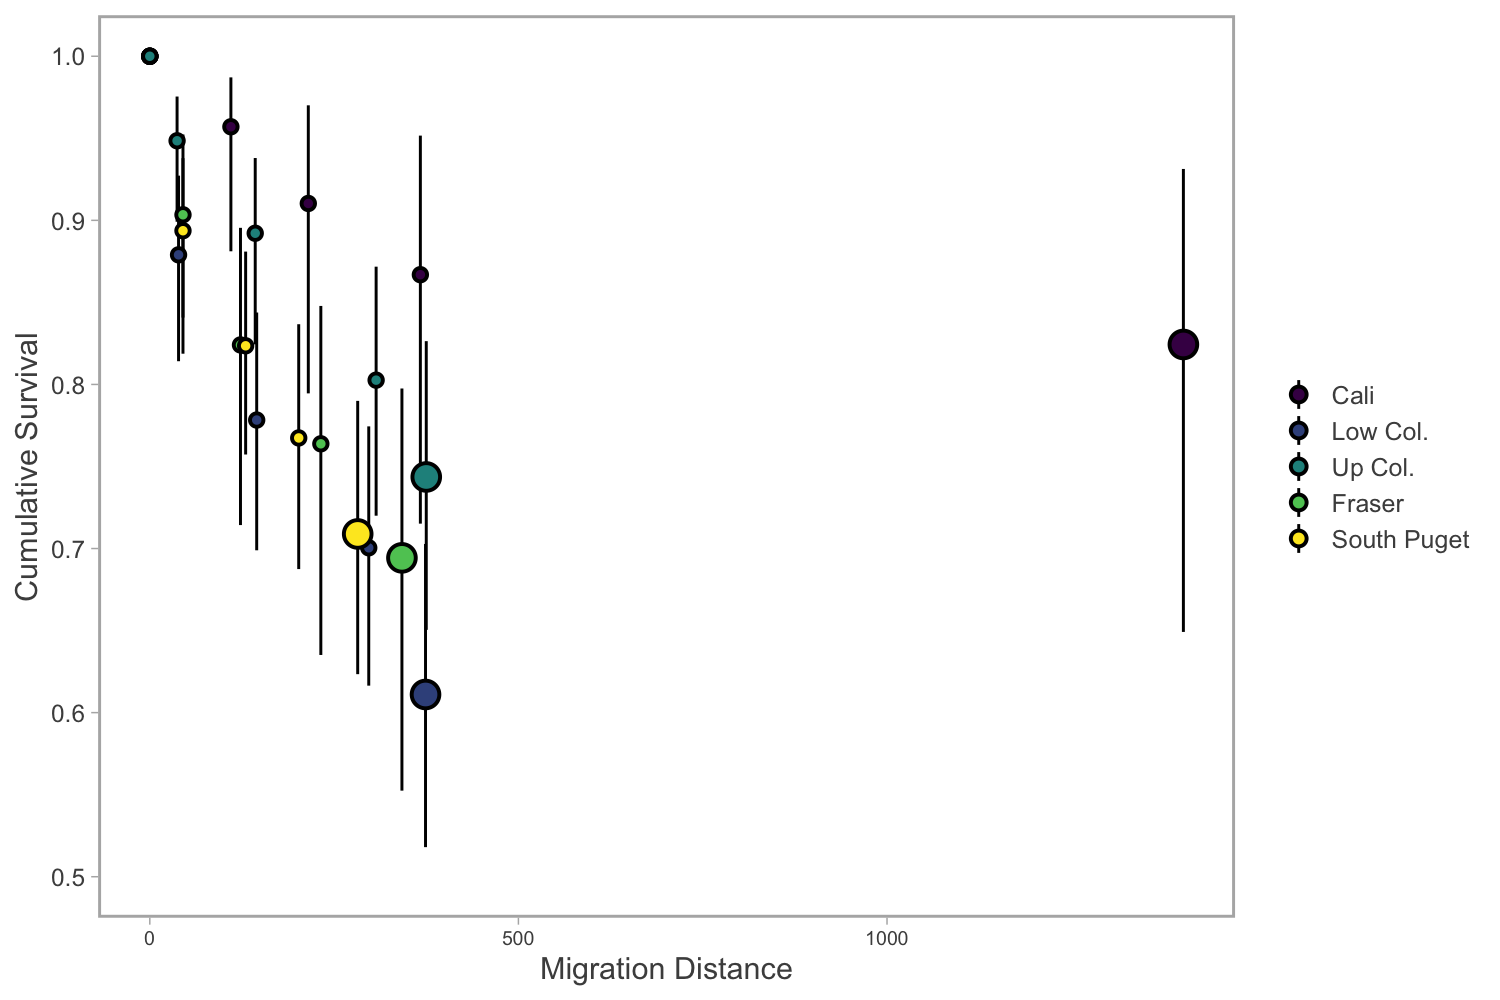 Cumulative Survival
1.0
0.9
0.8
0.7
0.6
0.5
0
500
1000
Migration Distance
Cali
Low Col.
Up Col.
Fraser
South Puget